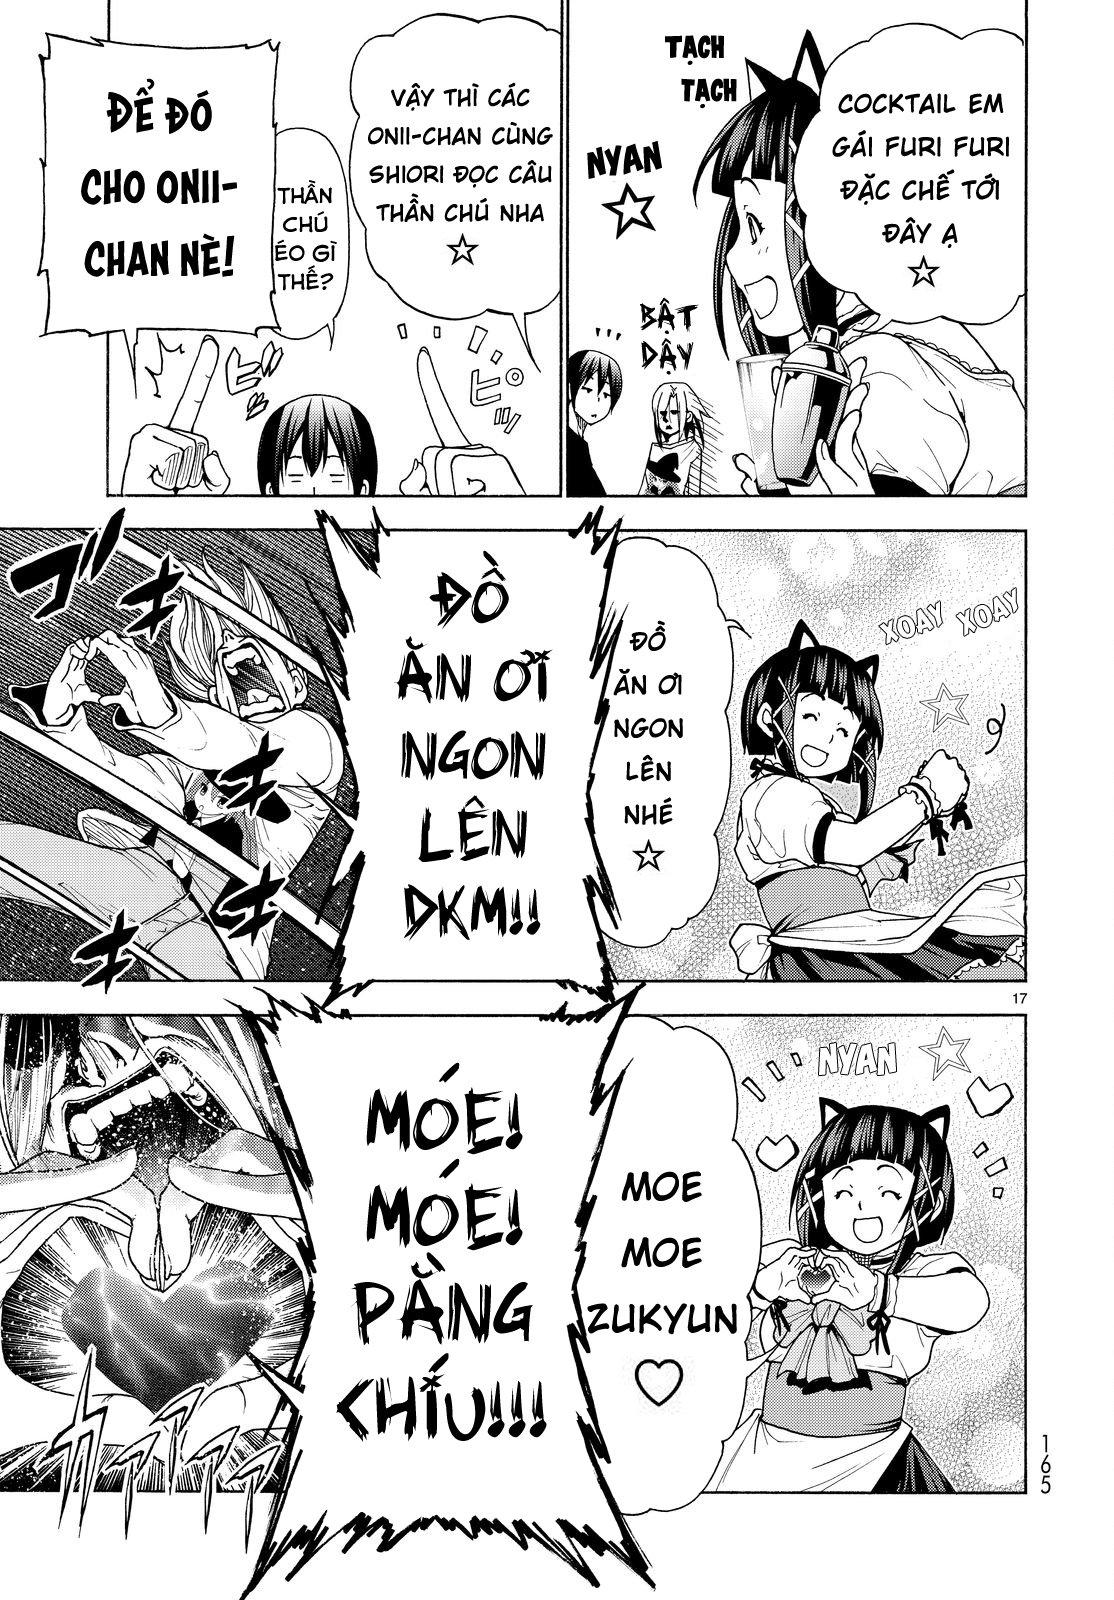 TẠCH
TẠCH
COCKTAIL EM
GÁI FURI FURI
ĐẶC CHẾ TỚI
ĐÂY Ạ
☆
NYAN
☆
BẬT
DẬY
VẬY THÌ CÁC
ONII-CHAN CÙNG
SHIORI ĐỌC CÂU
THẦN CHÚ NHA
☆
ピピッ
THẦN
CHÚ
ÉO GÌ
THẾ?
ĐỂ ĐÓ
CHO ONII-
CHAN NÈ!
XOAY XOAY
☆
ĐỒ
ĂN ƠI
NGON
LÊN
NHÉ
☆
ĐỒ
ĂN ƠI
NGON
LÊN
DKM!!
17
NYAN ☆
MOE
MOE
ZUKYUN
♡
MÓE!
MÓE!
PẰNG
CHÍU!!!
165